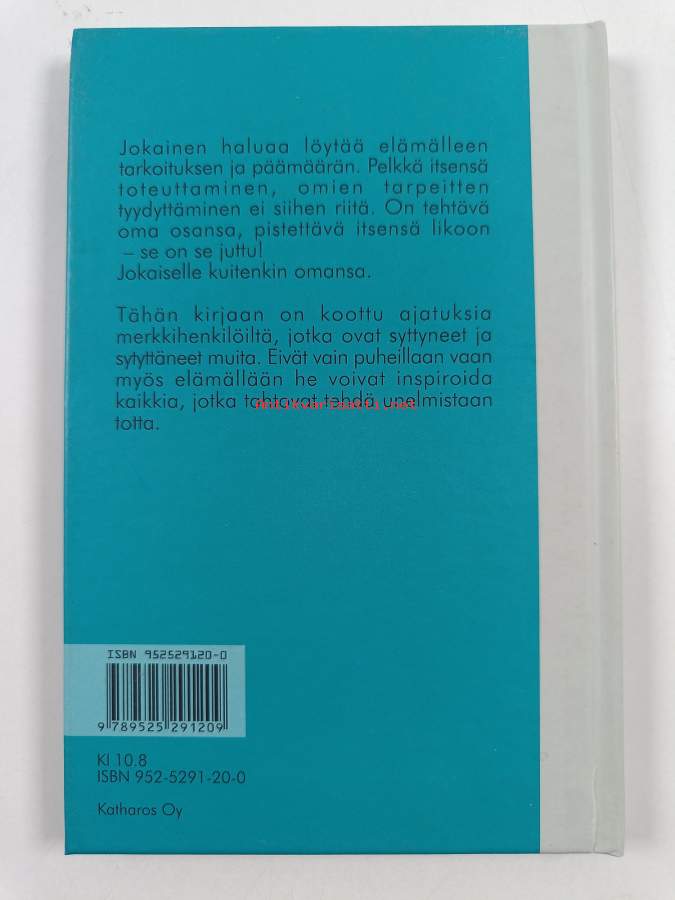 Jokainen haluaa löytää elämälleen
tarkoituksen ja päämäärän. Pelkkä itsensä
toteuttaminen, omien tarpeitten
tyydyttäminen ei siihen riitä. On tehtävä
oma osansa, pistettävä itsensä likoon
– se on se juttu!
Jokaiselle kuitenkin omansa.
Tähän kirjaan on koottu ajatuksia
merkkihenkilöiltä, jotka ovat syttyneet ja
sytyttäneet muita. Eivät vain puheillaan vaan
myös elämällään he voivat inspiroida
kaikkia, jotka tahtovat tehdä unelmistaan
totta.
Antikvariaatti.net
ISBN 952529120-0
9 789525 291209
Kl 10.8
ISBN 952-5291-20-0
Katharos Oy